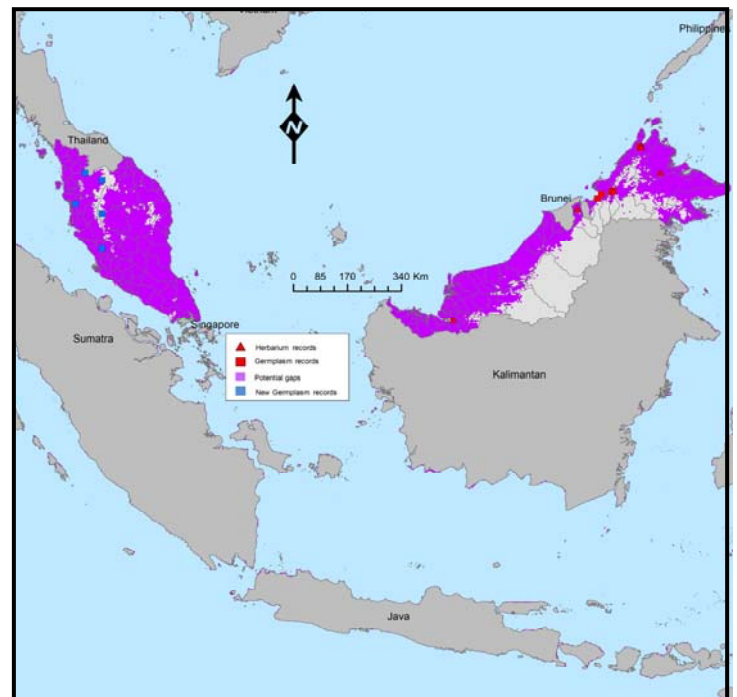 Vietnam
Philippines
Thailand
N
Brunei
0 85 170 340 Km
Singapore
Sumatra
Herbarium records
Germplasm records
Potential gaps
New Germplasm records
Kalimantan
Java